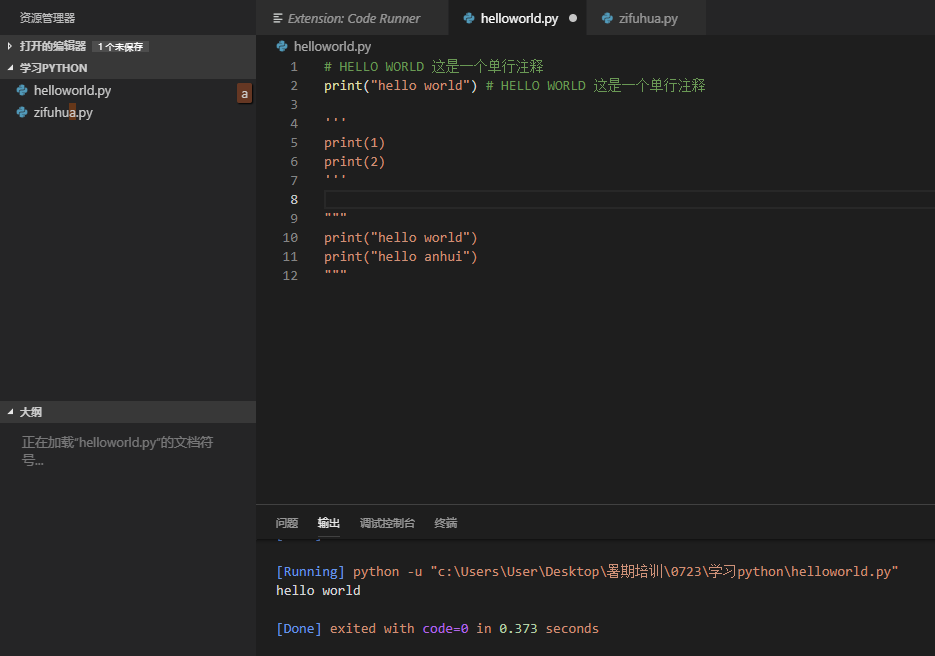 资源管理器
打开的编辑器 1 个未保存
学习PYTHON
helloworld.py
a
zifuhua.py
大纲
正在加载"helloworld.py"的文档符
号...
Extension: Code Runner
helloworld.py
zifuhua.py
helloworld.py
1 # HELLO WORLD 这是一个单行注释
2 print("hello world") # HELLO WORLD 这是一个单行注释
3
4 '''
5 print(1)
6 print(2)
7 '''
8
9 """
10 print("hello world")
11 print("hello anhui")
12 """
问题 输出 调试控制台 终端
[Running] python -u "c:\Users\User\Desktop\暑期培训\0723\学习python\helloworld.py"
hello world
[Done] exited with code=0 in 0.373 seconds